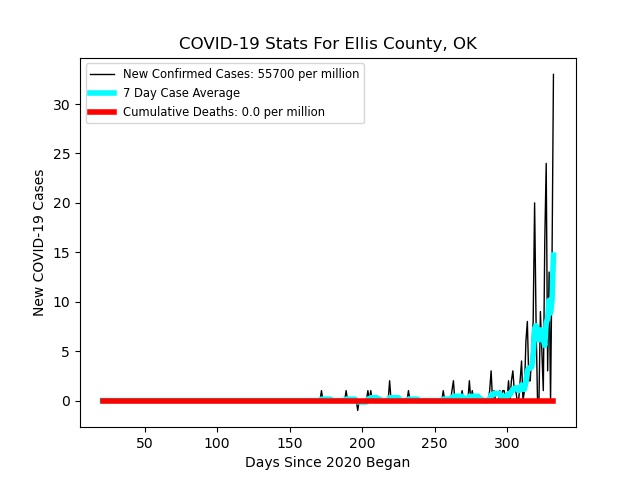 COVID-19 Stats For Ellis County, OK
New Confirmed Cases: 55700 per million
7 Day Case Average
Cumulative Deaths: 0.0 per million
New COVID-19 Cases
30
25
20
15
10
5
0
50 100 150 200 250 300
Days Since 2020 Began